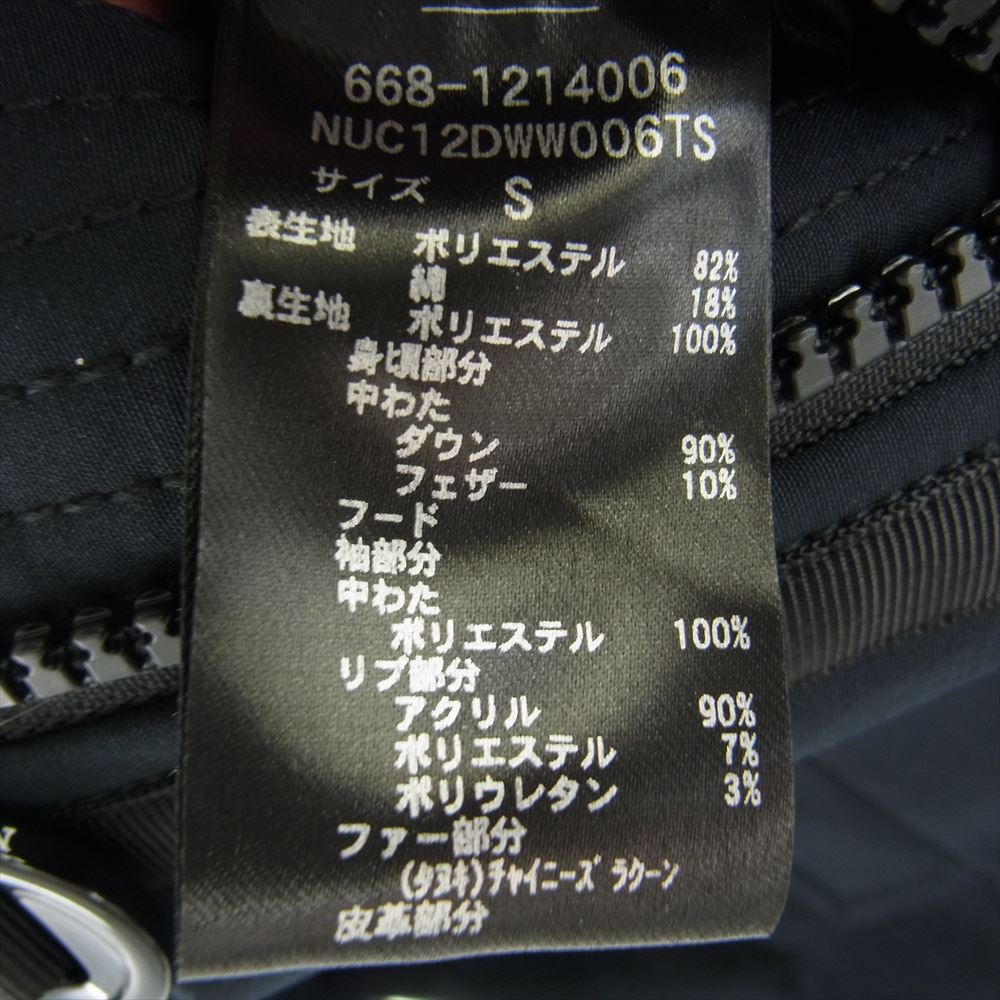 668-1214006
NUC12DWW006TS
サイズ S
表生地 ポリエステル 82%
綿 18%
裏生地 ポリエステル 100%
身頃部分
中わた
ダウン 90%
フェザー 10%
フード
袖部分
中わた
ポリエステル 100%
リブ部分
アクリル 90%
ポリエステル 7%
ポリウレタン 3%
ファー部分
(タヌキ)チャイニーズ ラクーン
皮革部分